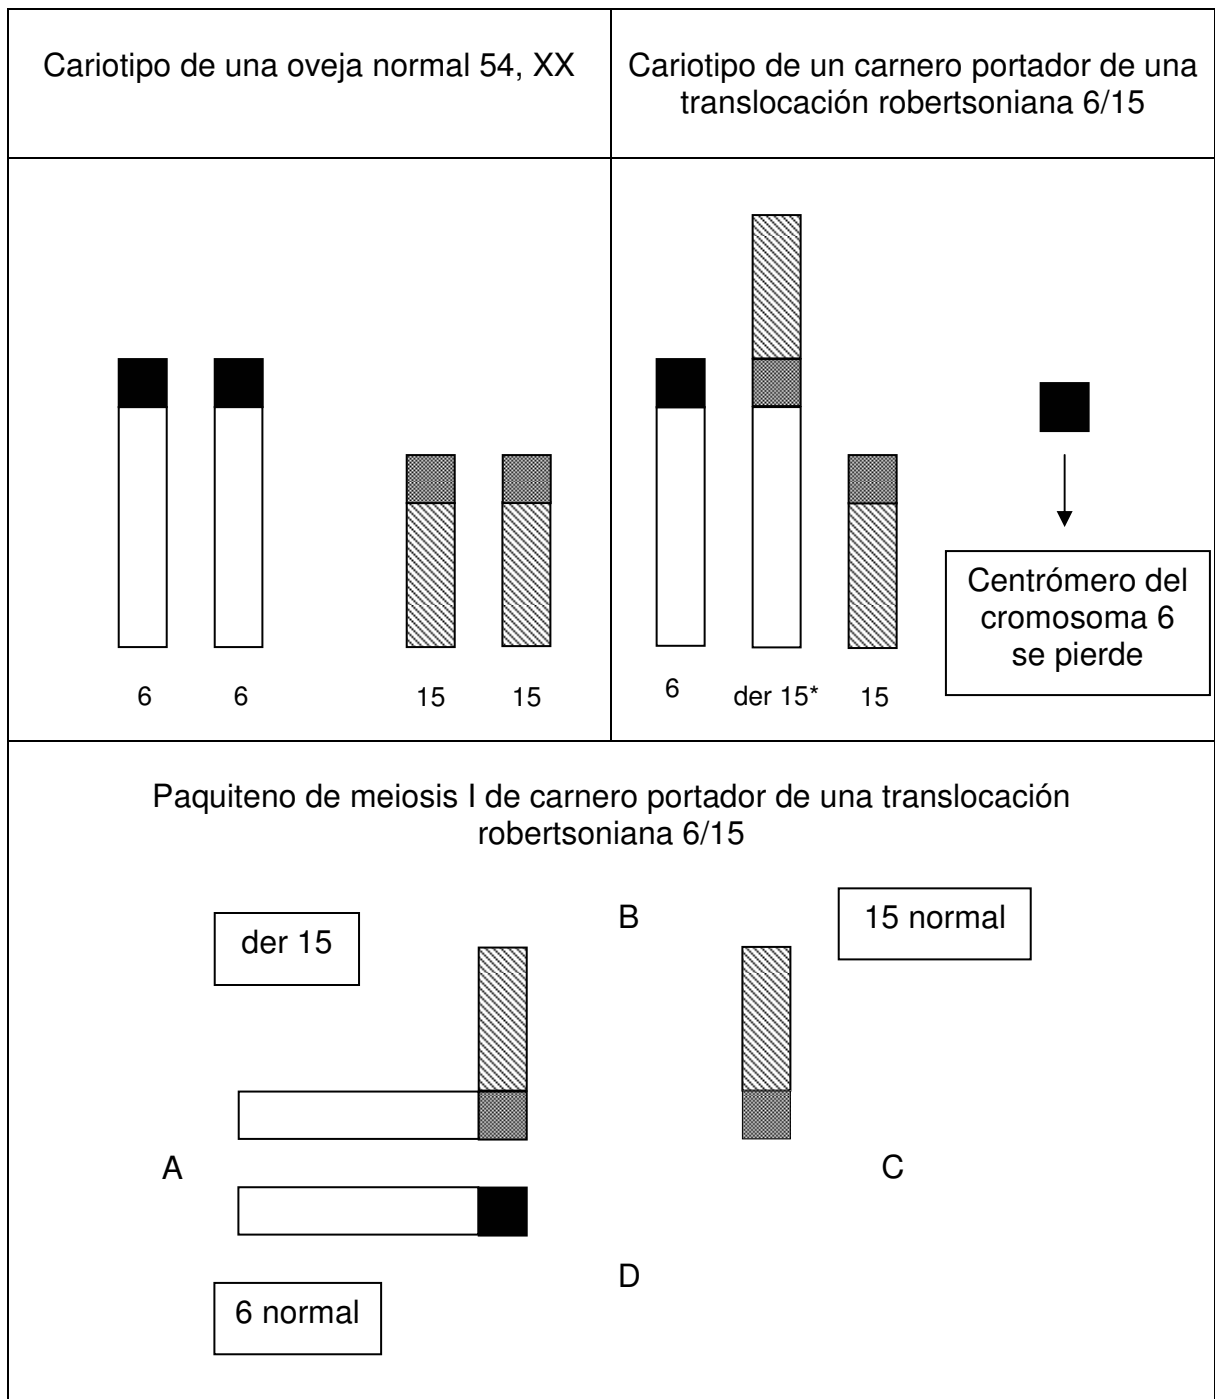 Cariotipo de una oveja normal 54, XX
Cariotipo de un carnero portador de una
translocación robertsoniana 6/15
6
6
15
15
6
der 15*
15
Centrómero del
cromosoma 6
se pierde
Paquiteno de meiosis I de carnero portador de una translocación
robertsoniana 6/15
der 15
B
15 normal
A
C
D
6 normal